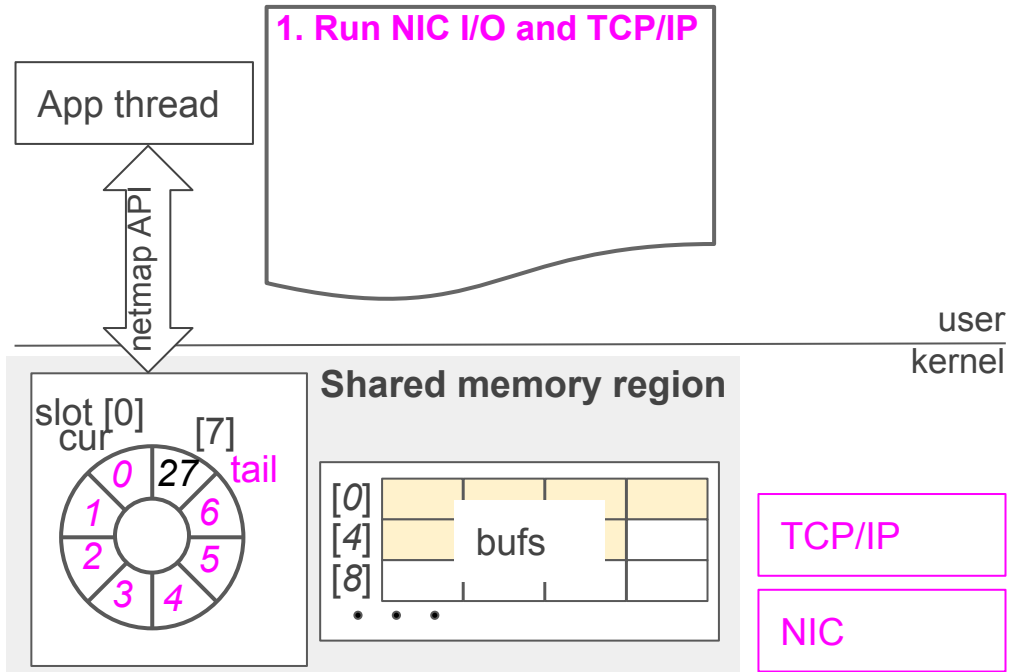 1. Run NIC I/O and TCP/IP
App thread
netmap API
user
kernel
Shared memory region
slot [0]
cur
[7]
tail
0
27
1
6
2
5
3
4
[0]
[4]
[8]
bufs
. . .
TCP/IP
NIC